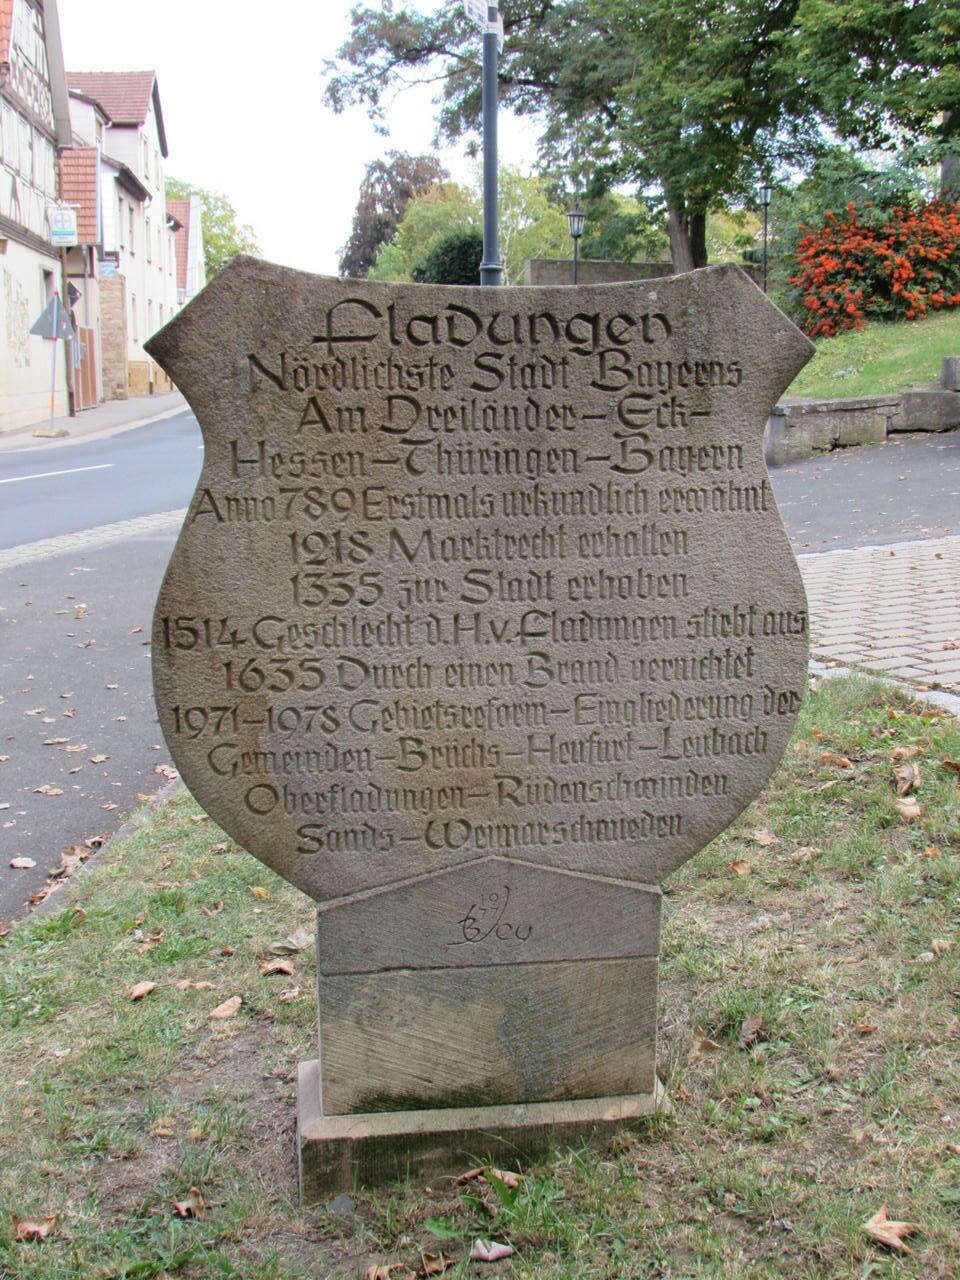 Fladungen
Nördlichste Stadt Bayerns
Am Dreiländer-Eck-
Hessen-Thüringen-Bayern
Anno 789 Erstmals urkundlich erwähnt
1218 Marktrecht erhalten
1335 zur Stadt erhoben
1514 Geschlecht d.H.v.Fladungen stirbt aus
1635 Durch einen Brand vernichtet
1971-1978 Gebietsreform-Eingliederung der
Gemeinden-Brüchs-Heufurt-Leubach
Oberfladungen-Rüdenschwinden
Sands-Weimarschmieden